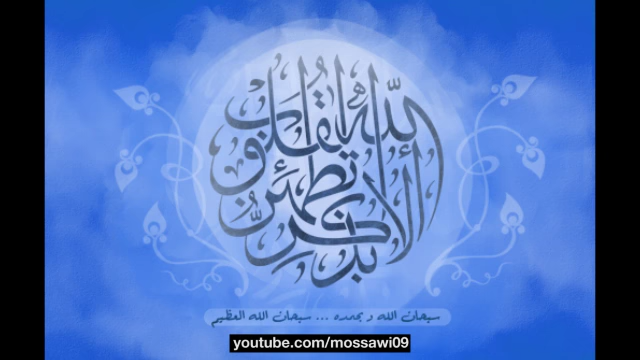 ألا بذكر الله تطمئن القلوب
سبحان الله و بحمده ... سبحان الله العظيم
youtube.com/mossawi09